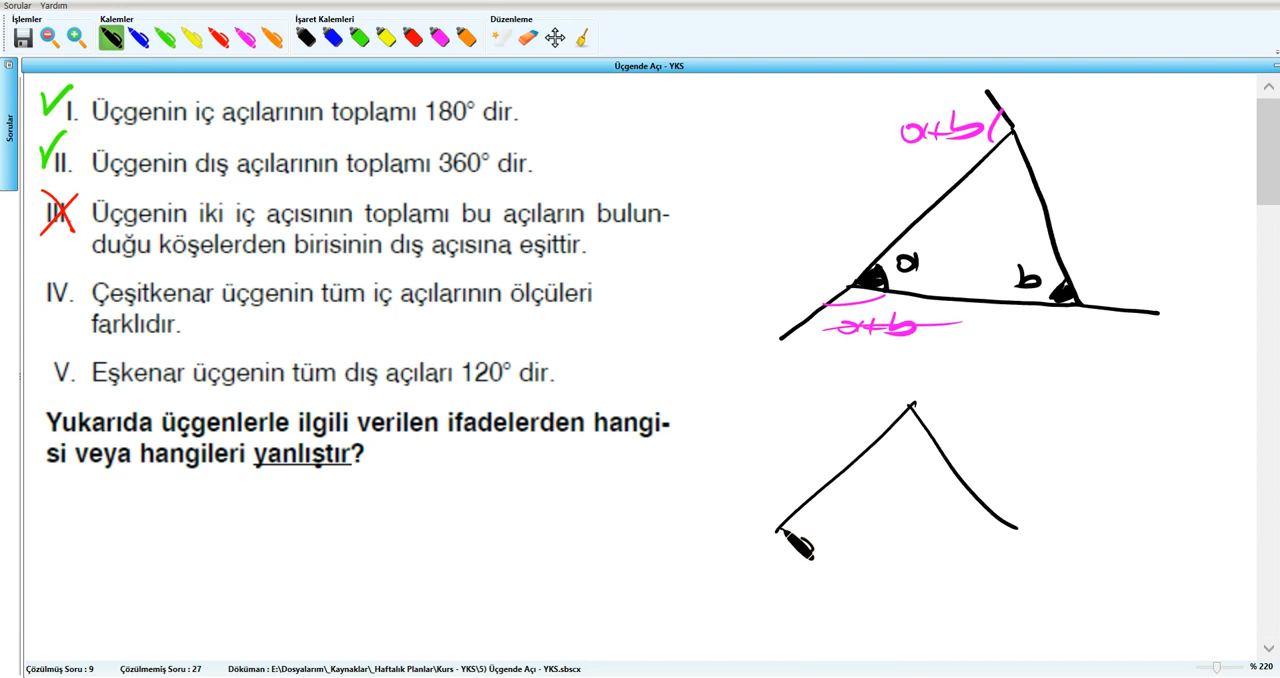 Sorular Yardım
İşlemler Kalemler İşaret Kalemleri Düzenleme
Üçgende Açı - YKS
Sorular
I. Üçgenin iç açılarının toplamı 180° dir.
II. Üçgenin dış açılarının toplamı 360° dir.
III. Üçgenin iki iç açısının toplamı bu açıların bulun-
duğu köşelerden birisinin dış açısına eşittir.
IV. Çeşitkenar üçgenin tüm iç açılarının ölçüleri
farklıdır.
V. Eşkenar üçgenin tüm dış açıları 120° dir.
Yukarıda üçgenlerle ilgili verilen ifadelerden hangi-
si veya hangileri yanlıştır?
a+b
a
b
a+b
Çözülmüş Soru : 9 Çözülmemiş Soru : 27 Döküman : E:\Dosyalarım\_Kaynaklar\_Haftalık Planlar\Kurs - YKS\5) Üçgende Açı - YKS.sbscx
% 220